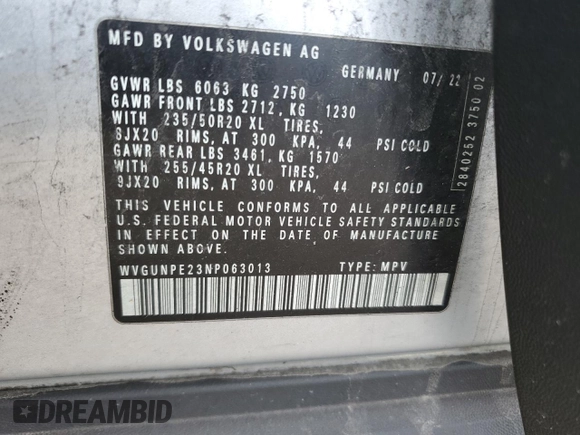 MFD BY VOLKSWAGEN AG
GERMANY 07/22
GVWR LBS 6063 KG 2750
GAWR FRONT LBS 2712, KG 1230
WITH 235/50R20 XL TIRES,
8JX20 RIMS, AT 300 KPA, 44 PSI COLD
GAWR REAR LBS 3461, KG 1570
WITH 255/45R20 XL TIRES,
9JX20 RIMS, AT 300 KPA, 44 PSI COLD
THIS VEHICLE CONFORMS TO ALL APPLICABLE
U.S. FEDERAL MOTOR VEHICLE SAFETY STANDARDS
IN EFFECT ON THE DATE OF MANUFACTURE
SHOWN ABOVE.
WVGUNPE23NP063013 TYPE: MPV
2840252 3750 02
DREAMBID